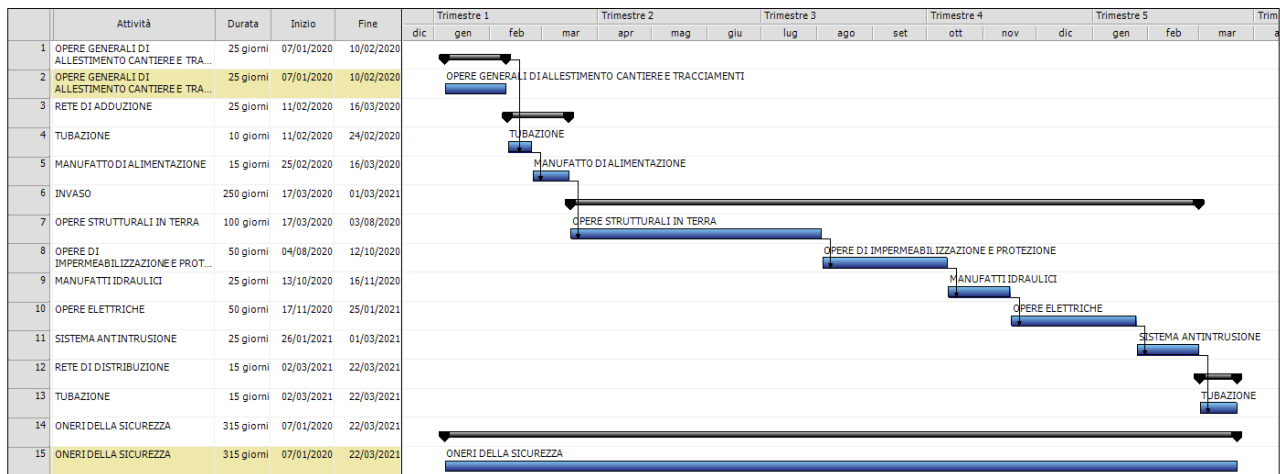 Attività Durata Inizio Fine
Trimestre 1 Trimestre 2 Trimestre 3 Trimestre 4 Trimestre 5 Trim
dic gen feb mar apr mag giu lug ago set ott nov dic gen feb mar a
1 OPERE GENERALI DI ALLESTIMENTO CANTIERE E TRA... 25 giorni 07/01/2020 10/02/2020
2 OPERE GENERALI DI ALLESTIMENTO CANTIERE E TRA... 25 giorni 07/01/2020 10/02/2020
OPERE GENERALI DI ALLESTIMENTO CANTIERE E TRACCIAMENTI
3 RETE DI ADDUZIONE 25 giorni 11/02/2020 16/03/2020
4 TUBAZIONE 10 giorni 11/02/2020 24/02/2020
TUBAZIONE
5 MANUFATTO DI ALIMENTAZIONE 15 giorni 25/02/2020 16/03/2020
MANUFATTO DI ALIMENTAZIONE
6 INVASO 250 giorni 17/03/2020 01/03/2021
7 OPERE STRUTTURALI IN TERRA 100 giorni 17/03/2020 03/08/2020
OPERE STRUTTURALI IN TERRA
8 OPERE DI IMPERMEABILIZZAZIONE E PROT... 50 giorni 04/08/2020 12/10/2020
OPERE DI IMPERMEABILIZZAZIONE E PROTEZIONE
9 MANUFATTI IDRAULICI 25 giorni 13/10/2020 16/11/2020
MANUFATTI IDRAULICI
10 OPERE ELETTRICHE 50 giorni 17/11/2020 25/01/2021
OPERE ELETTRICHE
11 SISTEMA ANTINTRUSIONE 25 giorni 26/01/2021 01/03/2021
SISTEMA ANTINTRUSIONE
12 RETE DI DISTRIBUZIONE 15 giorni 02/03/2021 22/03/2021
13 TUBAZIONE 15 giorni 02/03/2021 22/03/2021
TUBAZIONE
14 ONERI DELLA SICUREZZA 315 giorni 07/01/2020 22/03/2021
15 ONERI DELLA SICUREZZA 315 giorni 07/01/2020 22/03/2021
ONERI DELLA SICUREZZA